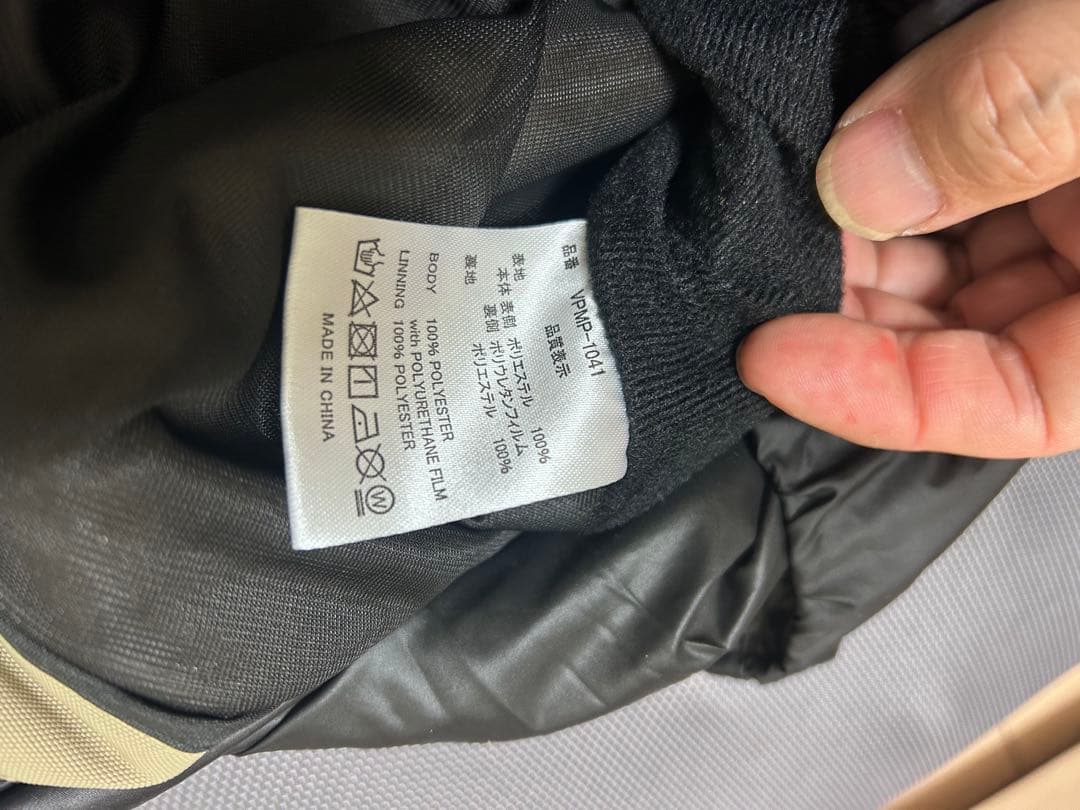 品番 VPMP-1041
品質表示
表地
本体 表側 ポリエステル 100%
裏側 ポリウレタンフィルム
裏地 ポリエステル 100%
BODY 100% POLYESTER
with POLYURETHANE FILM
LINNING 100% POLYESTER
W
MADE IN CHINA